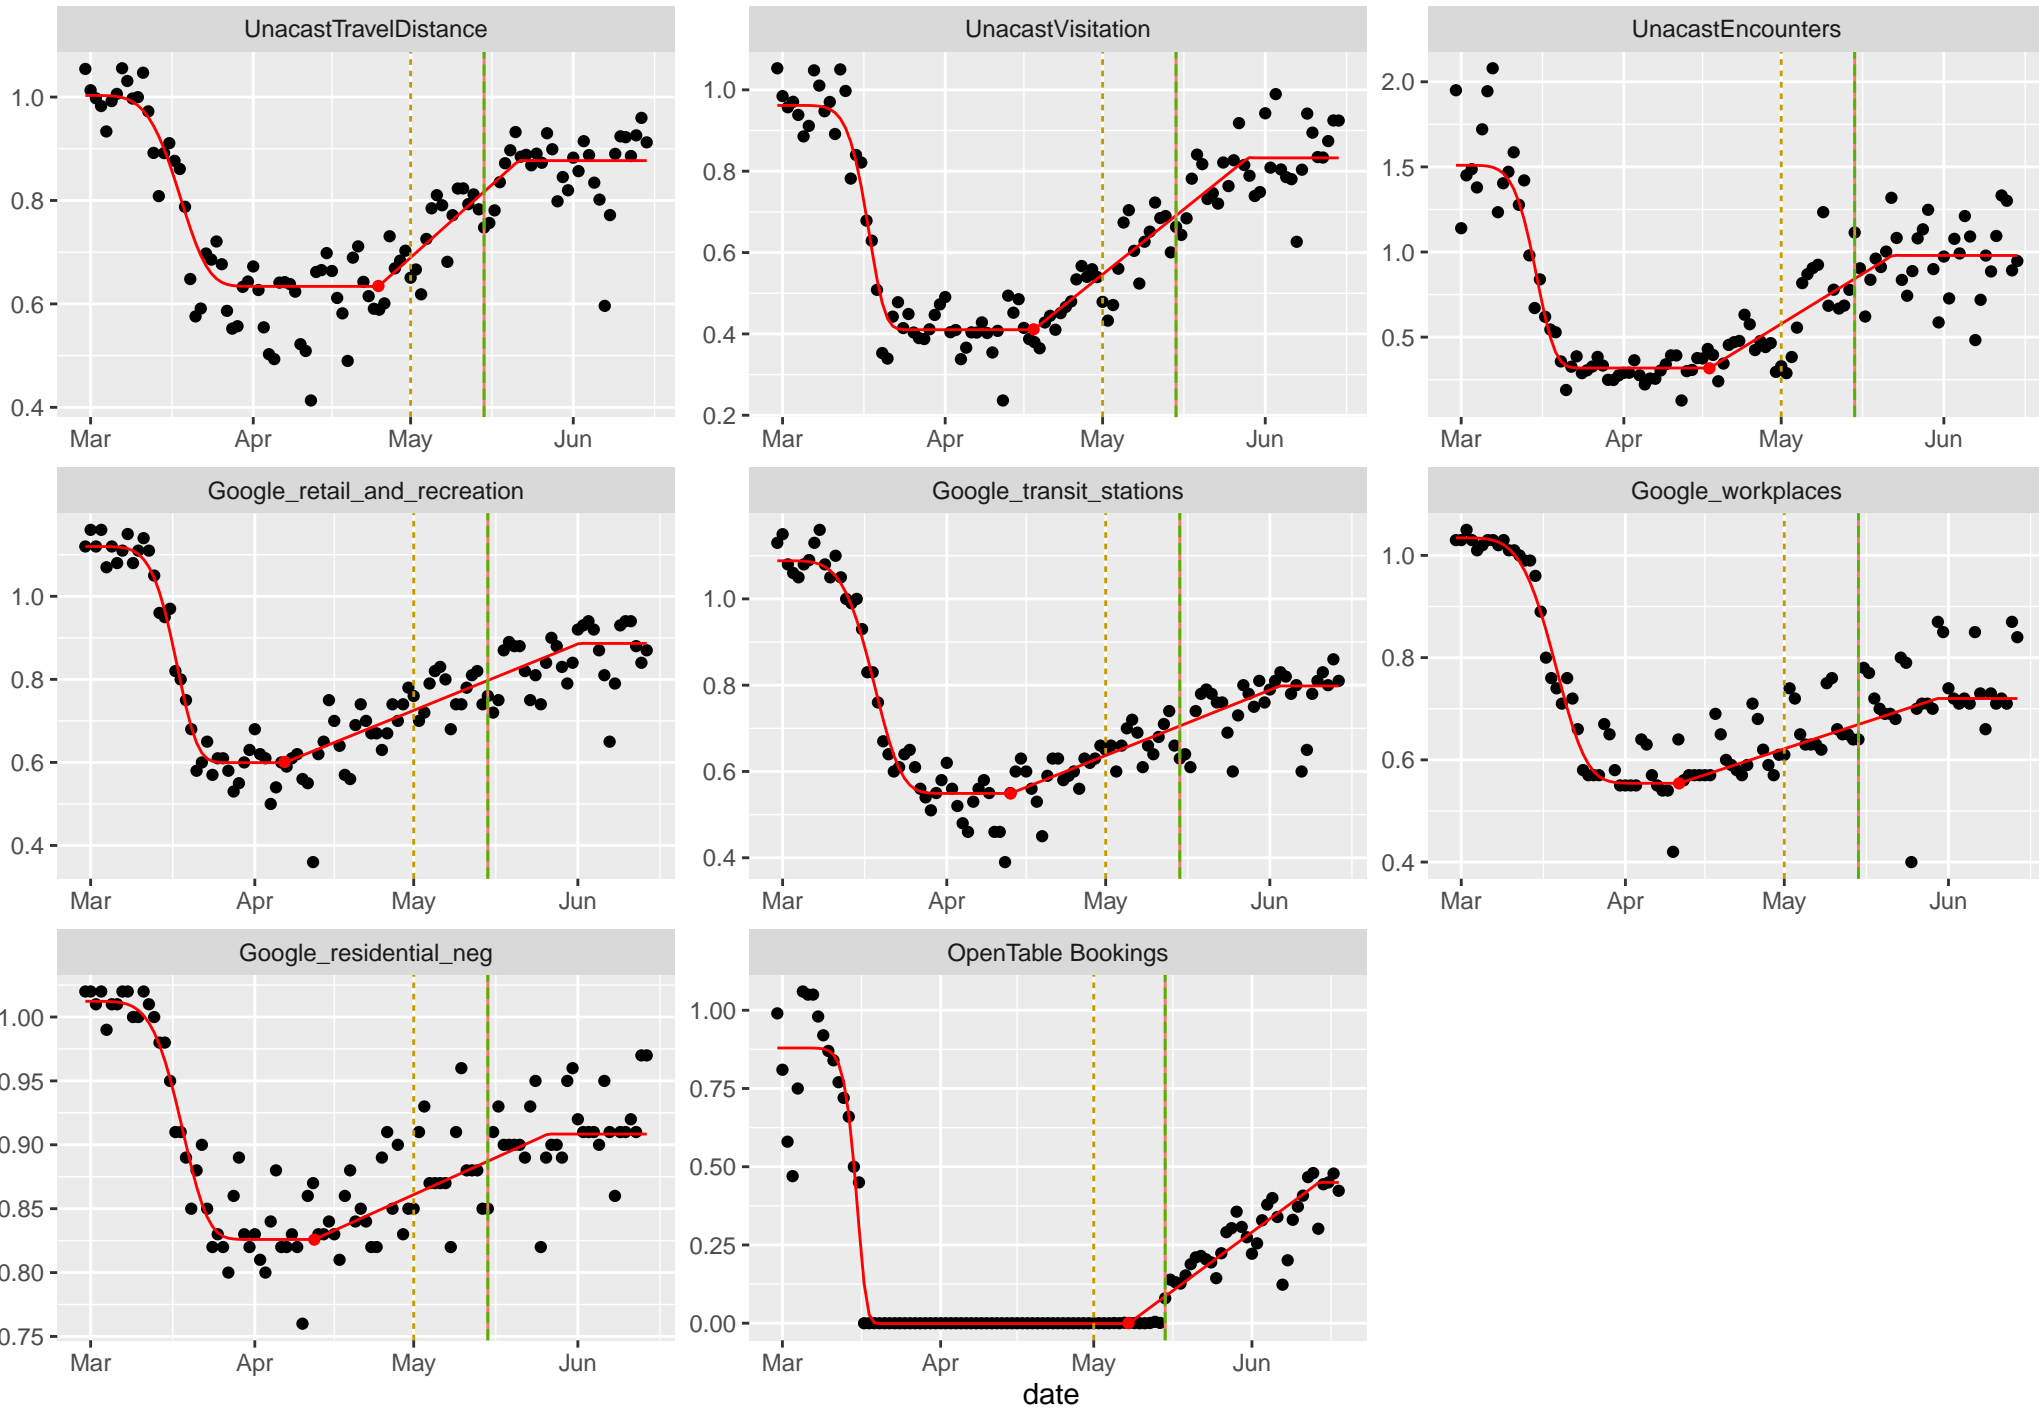 UnacastTravelDistance
UnacastVisitation
UnacastEncounters
1.0
0.8
0.6
0.4
Mar Apr May Jun
1.0
0.8
0.6
0.4
0.2
Mar Apr May Jun
2.0
1.5
1.0
0.5
Mar Apr May Jun
Google_retail_and_recreation
Google_transit_stations
Google_workplaces
1.0
0.8
0.6
0.4
Mar Apr May Jun
1.0
0.8
0.6
0.4
Mar Apr May Jun
1.0
0.8
0.6
0.4
Mar Apr May Jun
Google_residential_neg
OpenTable Bookings
1.00
0.95
0.90
0.85
0.80
0.75
Mar Apr May Jun
1.00
0.75
0.50
0.25
0.00
Mar Apr May Jun
date